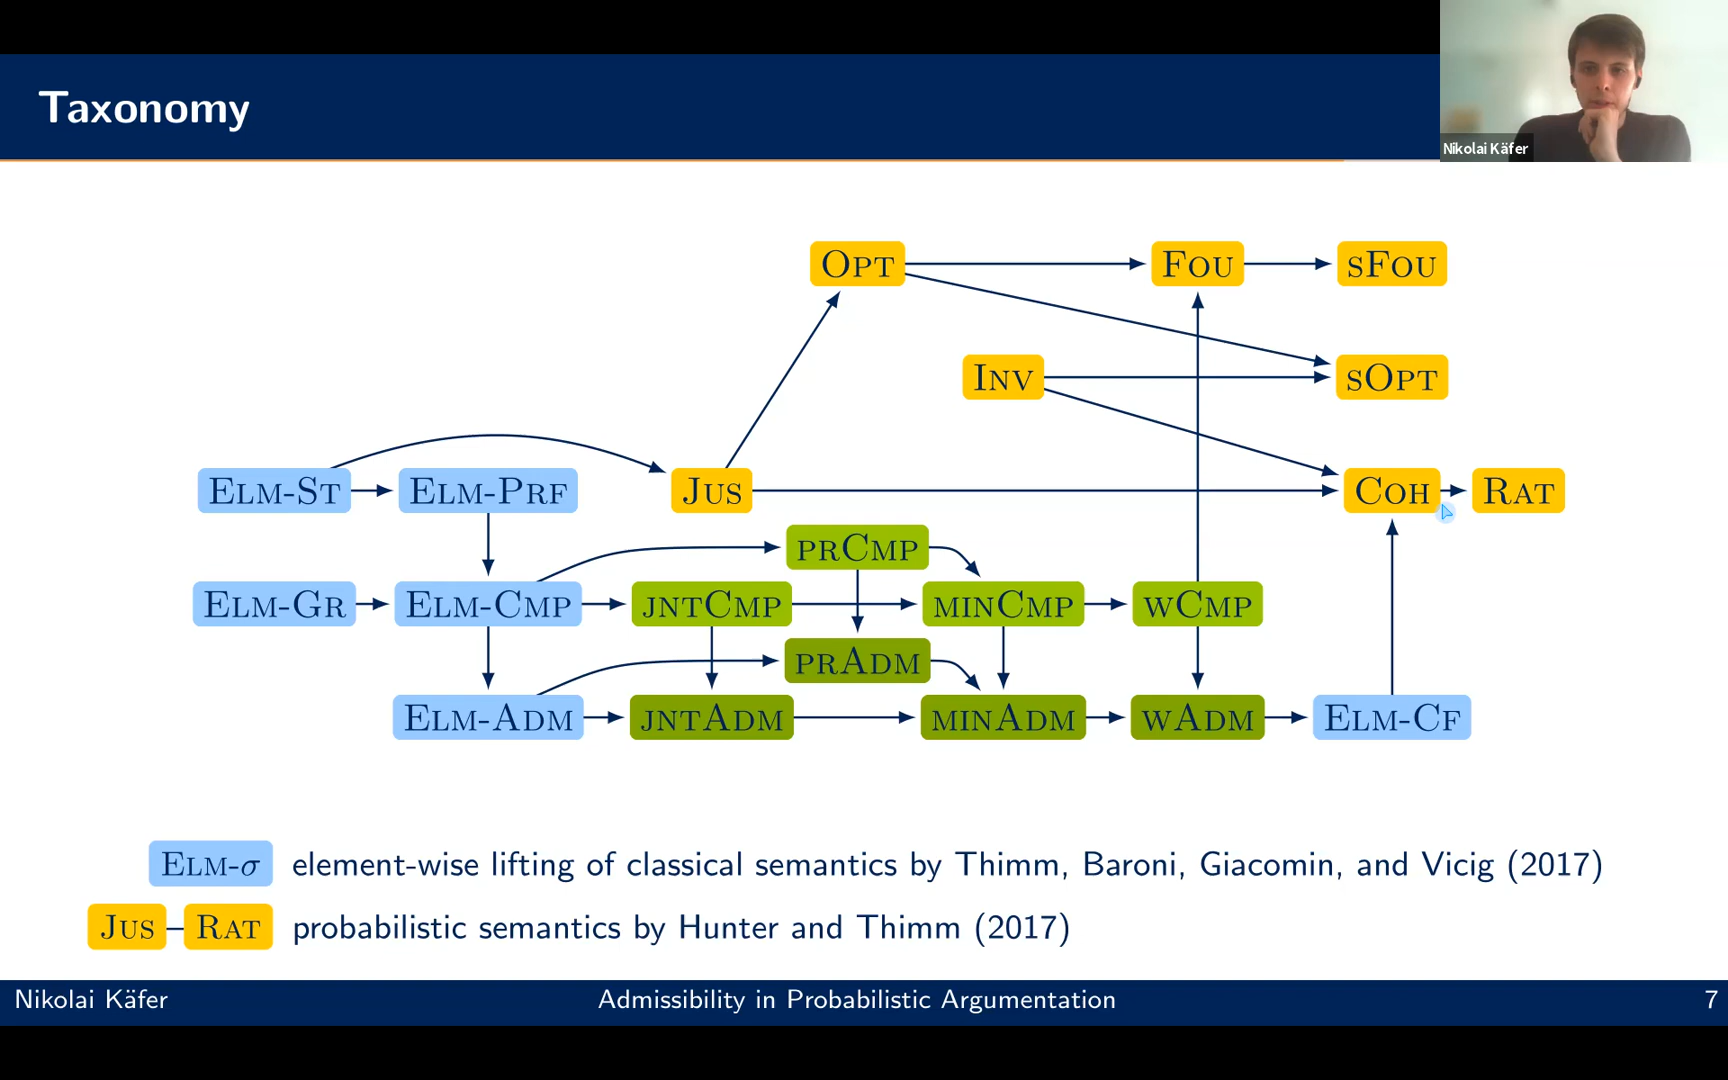 Taxonomy
Nikolai Käfer
OPT FOU SFOU
INV SOPT
ELM-ST ELM-PRF JUS COH RAT
PRCMP
ELM-GR ELM-CMP JNTCMP MINCMP WCMP
PRADM
ELM-ADM JNTADM MINADM WADM ELM-CF
ELM-σ element-wise lifting of classical semantics by Thimm, Baroni, Giacomin, and Vicig (2017)
JUS – RAT probabilistic semantics by Hunter and Thimm (2017)
Nikolai Käfer Admissibility in Probabilistic Argumentation 7